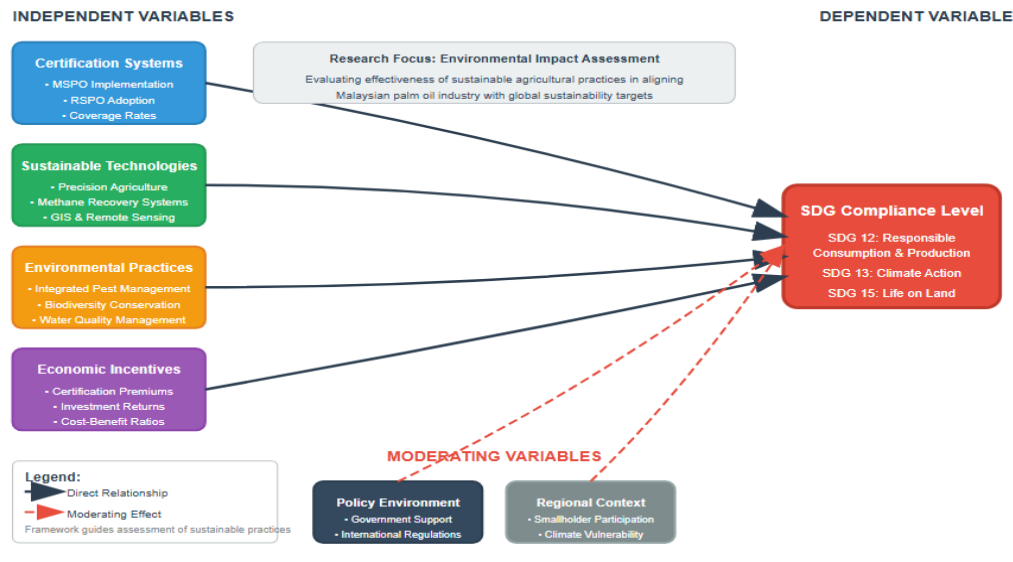 INDEPENDENT VARIABLES
DEPENDENT VARIABLE
Certification Systems
- MSPO Implementation
- RSPO Adoption
- Coverage Rates
Research Focus: Environmental Impact Assessment
Evaluating effectiveness of sustainable agricultural practices in aligning
Malaysian palm oil industry with global sustainability targets
Sustainable Technologies
- Precision Agriculture
- Methane Recovery Systems
- GIS & Remote Sensing
SDG Compliance Level
SDG 12: Responsible
Consumption & Production
SDG 13: Climate Action
SDG 15: Life on Land
Environmental Practices
- Integrated Pest Management
- Biodiversity Conservation
- Water Quality Management
Economic Incentives
- Certification Premiums
- Investment Returns
- Cost-Benefit Ratios
MODERATING VARIABLES
Policy Environment
- Government Support
- International Regulations
Regional Context
- Smallholder Participation
- Climate Vulnerability
Legend:
Direct Relationship
Moderating Effect
Framework guides assessment of sustainable practices